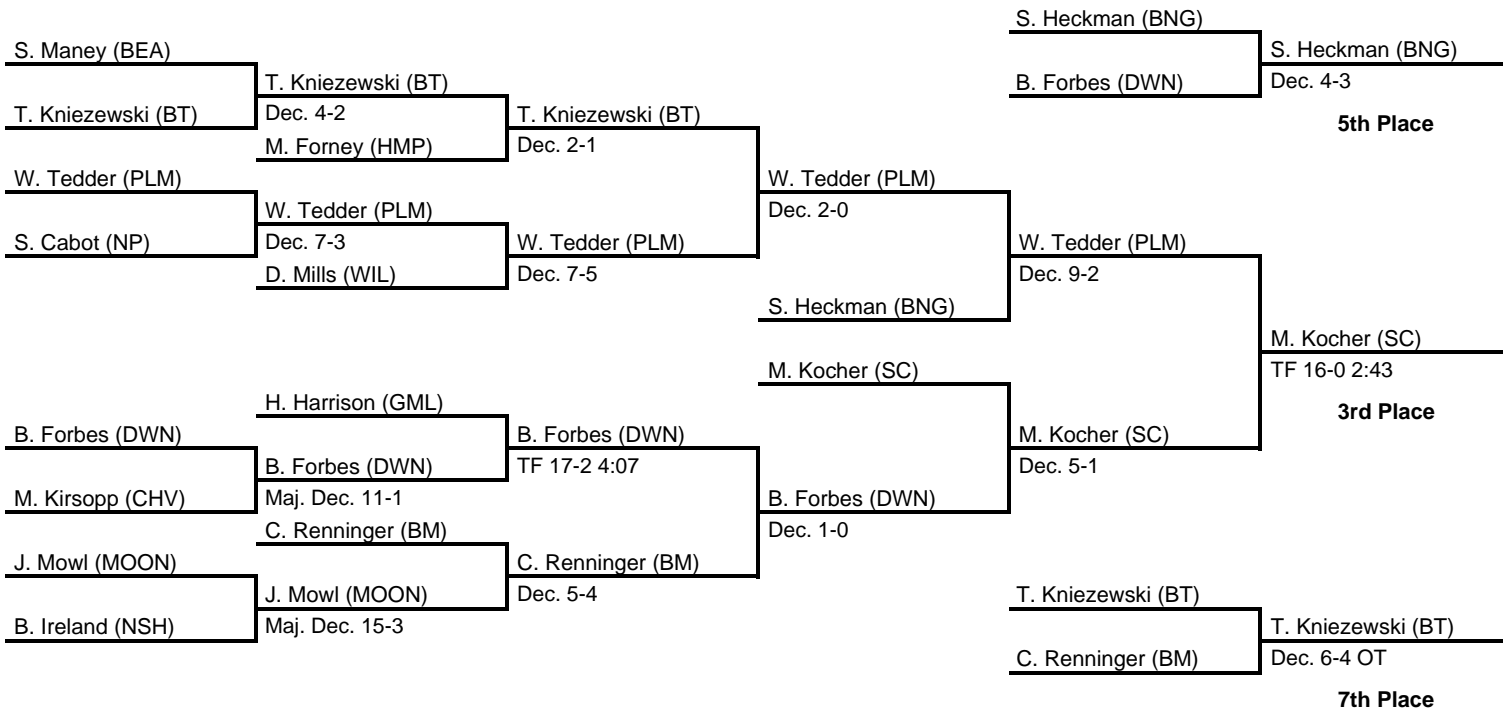 S. Maney (BEA)
T. Kniezewski (BT)
W. Tedder (PLM)
S. Cabot (NP)
B. Forbes (DWN)
M. Kirsopp (CHV)
J. Mowl (MOON)
B. Ireland (NSH)
T. Kniezewski (BT)
Dec. 4-2
M. Forney (HMP)
W. Tedder (PLM)
Dec. 7-3
D. Mills (WIL)
H. Harrison (GML)
B. Forbes (DWN)
Maj. Dec. 11-1
C. Renninger (BM)
J. Mowl (MOON)
Maj. Dec. 15-3
T. Kniezewski (BT)
Dec. 2-1
W. Tedder (PLM)
Dec. 7-5
B. Forbes (DWN)
TF 17-2 4:07
C. Renninger (BM)
Dec. 5-4
W. Tedder (PLM)
Dec. 2-0
S. Heckman (BNG)
M. Kocher (SC)
B. Forbes (DWN)
Dec. 1-0
W. Tedder (PLM)
Dec. 9-2
M. Kocher (SC)
Dec. 5-1
M. Kocher (SC)
TF 16-0 2:43
3rd Place
S. Heckman (BNG)
B. Forbes (DWN)
S. Heckman (BNG)
Dec. 4-3
5th Place
T. Kniezewski (BT)
C. Renninger (BM)
T. Kniezewski (BT)
Dec. 6-4 OT
7th Place